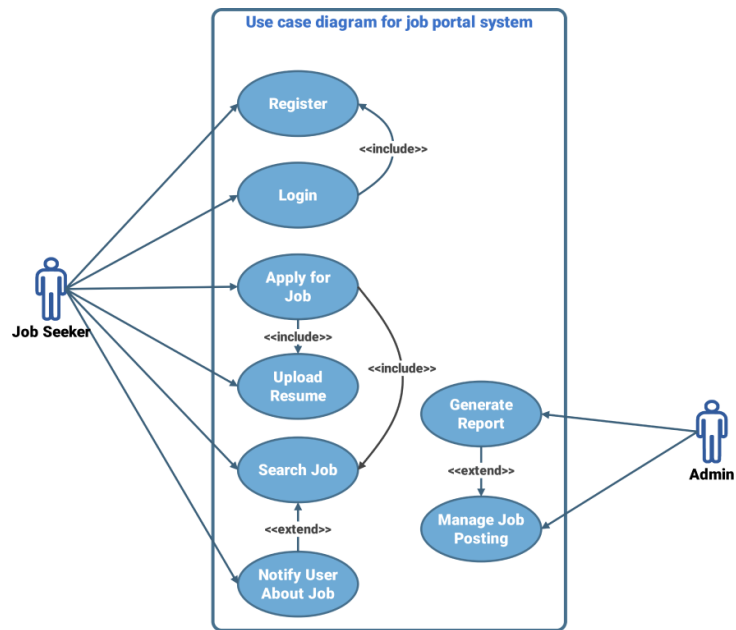 Use case diagram for job portal system
Register
<<include>>
Login
Apply for
Job
Job Seeker
<<include>>
<<include>>
Upload
Resume
Generate
Report
Search Job
<<extend>>
Admin
Manage Job
Posting
<<extend>>
Notify User
About Job